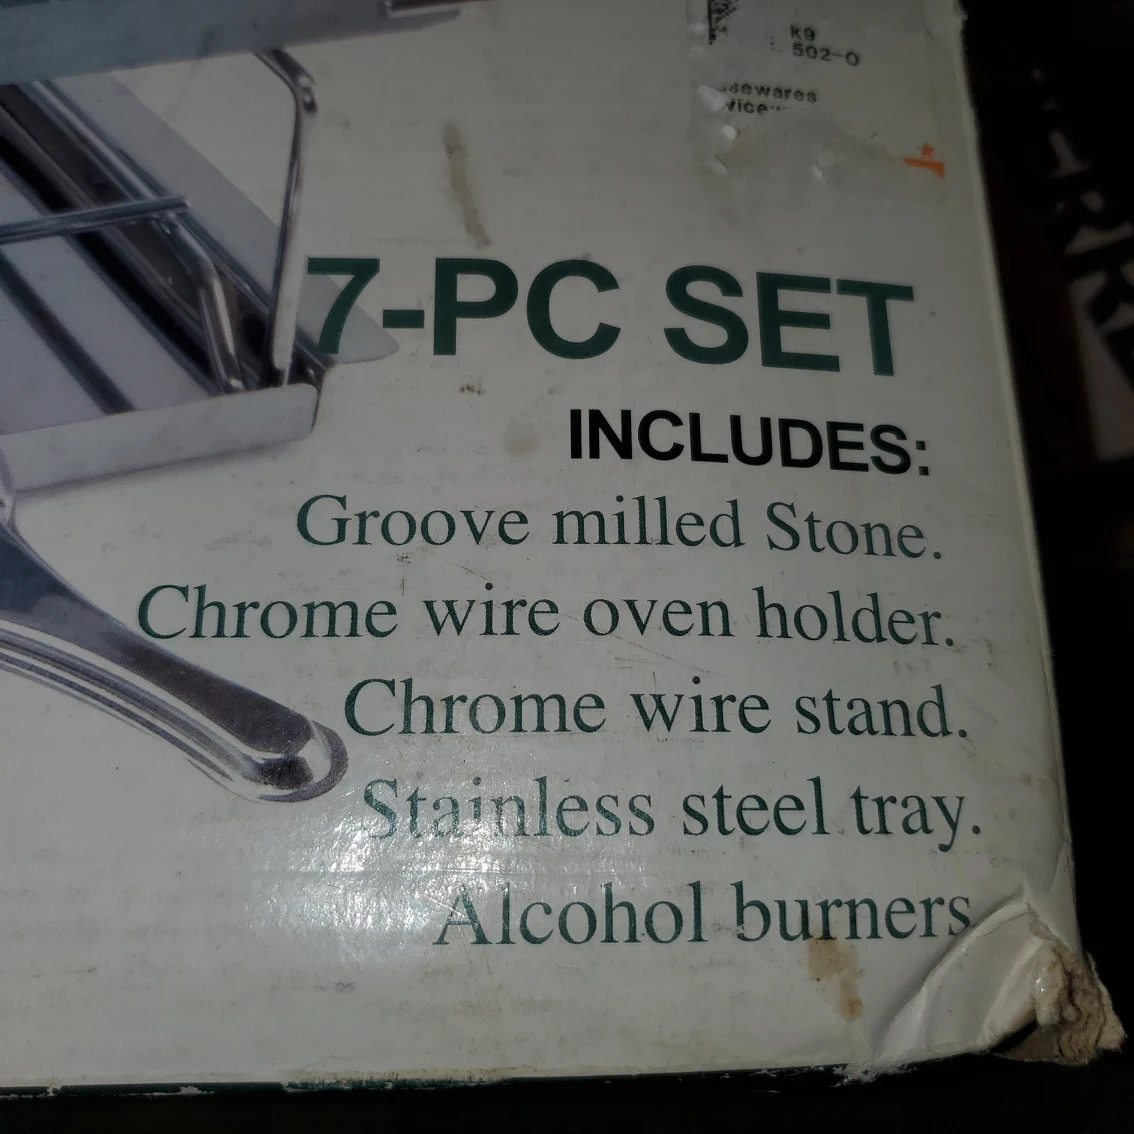 K9
502-O
sewares
7-PC SET
INCLUDES:
Groove milled Stone.
Chrome wire oven holder.
Chrome wire stand.
Stainless steel tray.
Alcohol burners